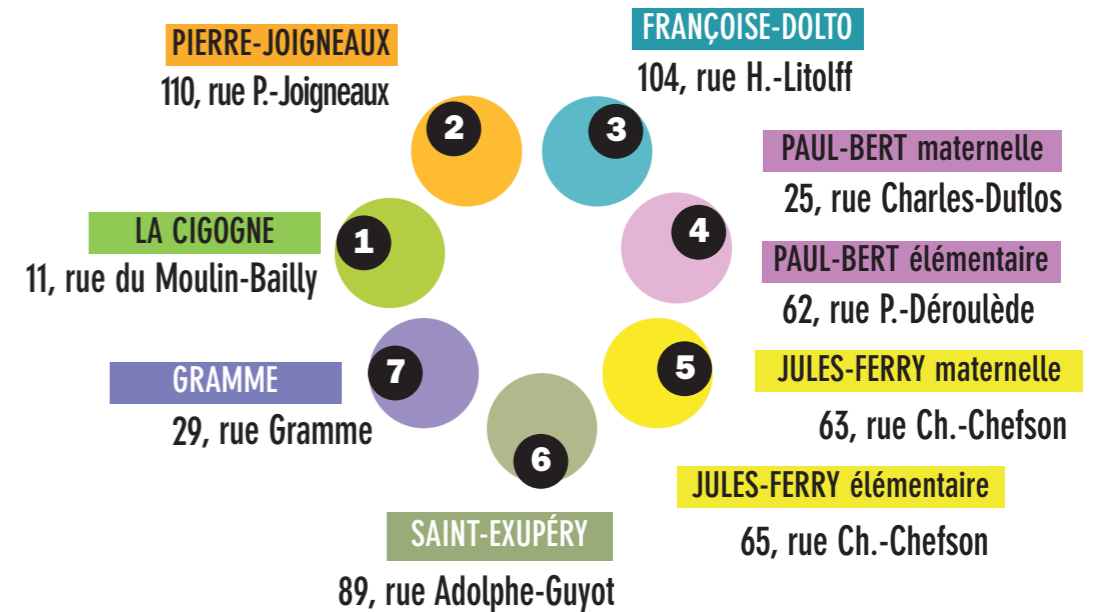 PIERRE-JOIGNEAUX
110, rue P.-Joigneaux
FRANÇOISE-DOLTO
104, rue H.-Litolff
2
3
PAUL-BERT maternelle
25, rue Charles-Duflos
LA CIGOGNE
11, rue du Moulin-Bailly
1
4
PAUL-BERT élémentaire
62, rue P.-Déroulède
GRAMME
29, rue Gramme
7
5
JULES-FERRY maternelle
63, rue Ch.-Chefson
6
JULES-FERRY élémentaire
65, rue Ch.-Chefson
SAINT-EXUPÉRY
89, rue Adolphe-Guyot